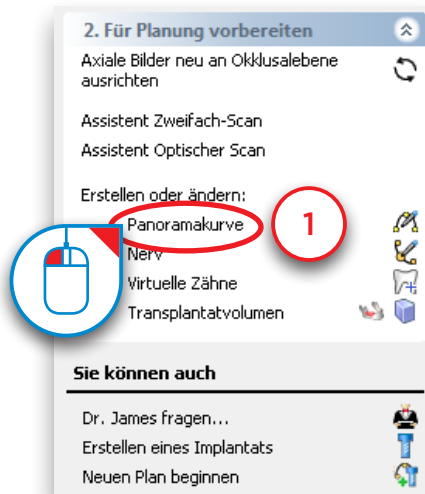 2. Für Planung vorbereiten
Axiale Bilder neu an Okklusalebene
ausrichten
Assistent Zweifach-Scan
Assistent Optischer Scan
Erstellen oder ändern:
Panoramakurve
1
Nerv
Virtuelle Zähne
Transplantatvolumen
Sie können auch
Dr. James fragen...
Erstellen eines Implantats
Neuen Plan beginnen